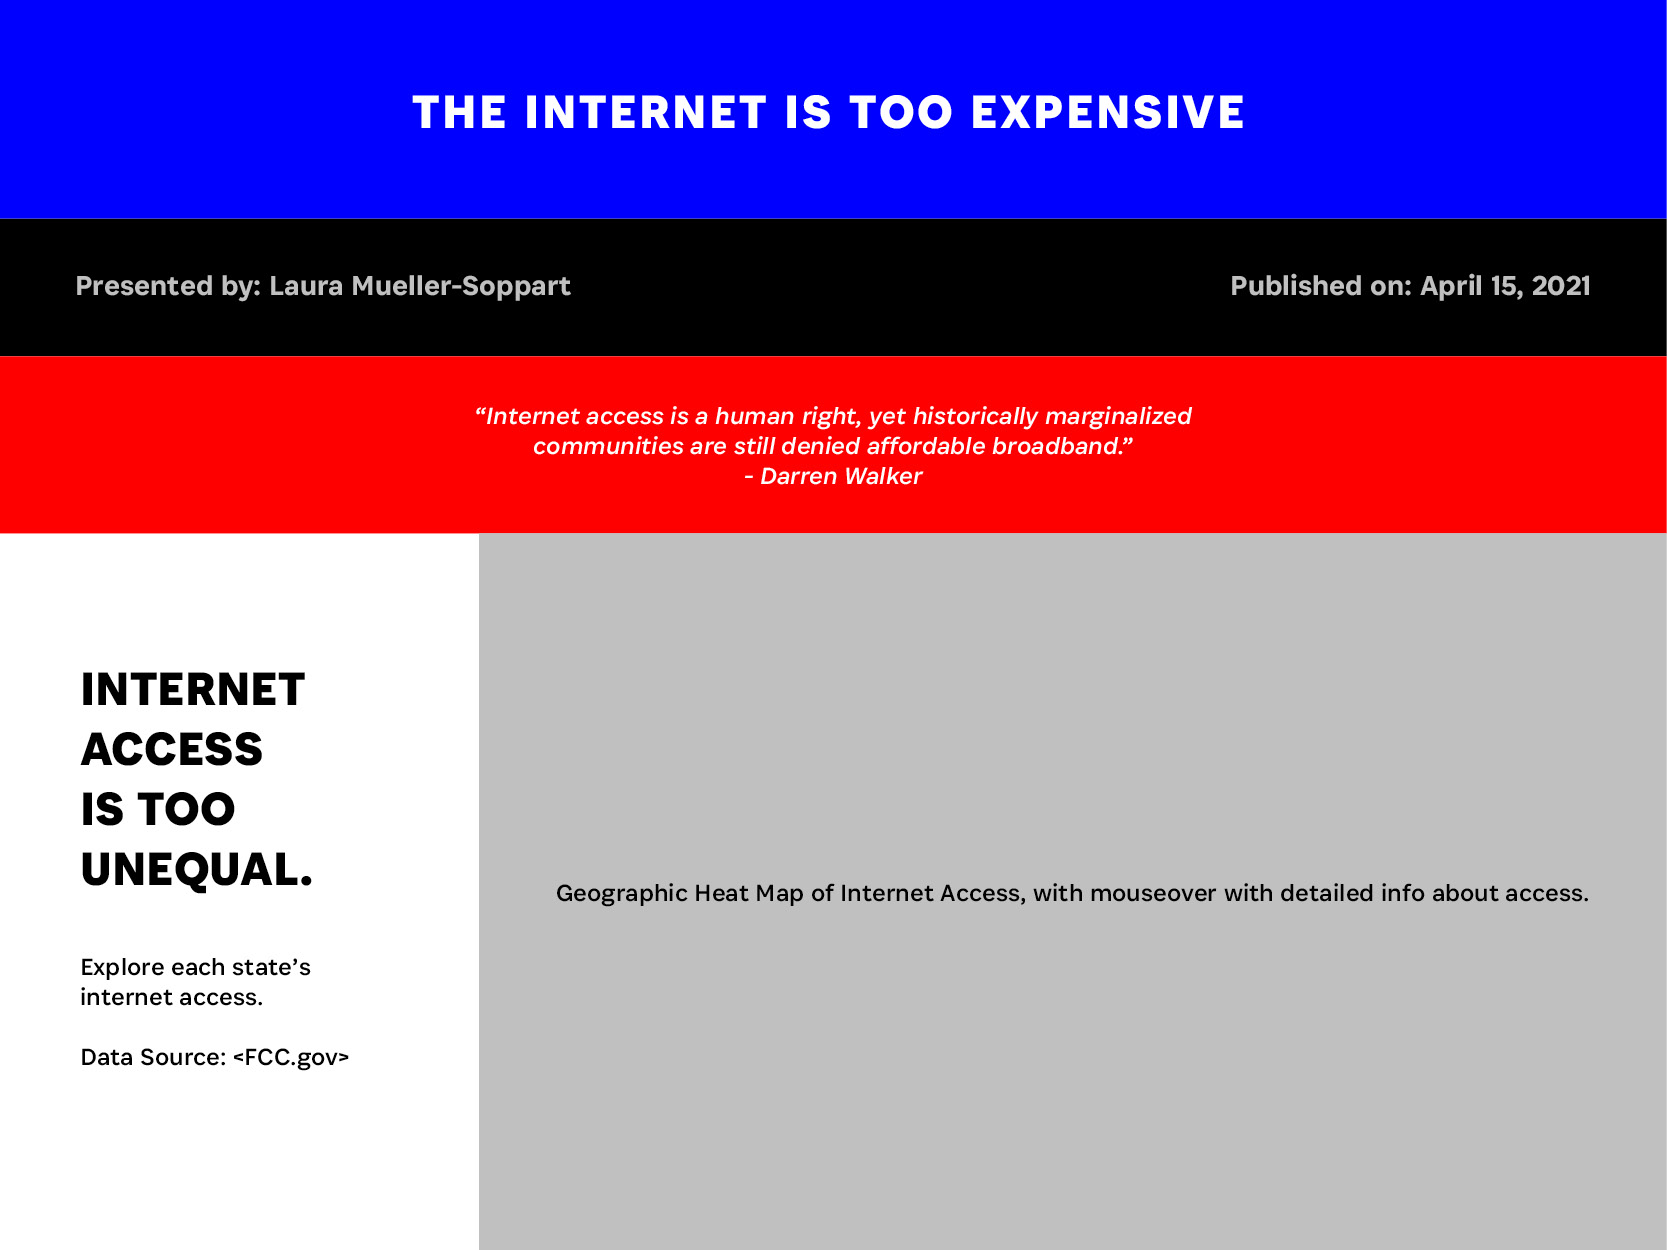 THE INTERNET IS TOO EXPENSIVE
Presented by: Laura Mueller-Soppart
Published on: April 15, 2021
“Internet access is a human right, yet historically marginalized
communities are still denied affordable broadband.”
- Darren Walker
INTERNET
ACCESS
IS TOO
UNEQUAL.
Explore each state’s
internet access.
Data Source: <FCC.gov>
Geographic Heat Map of Internet Access, with mouseover with detailed info about access.